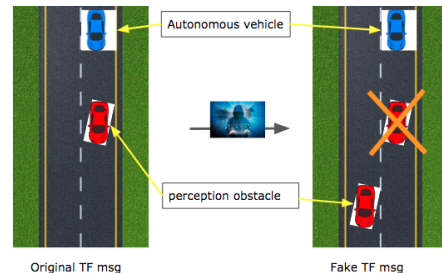 Autonomous vehicle
perception obstacle
Original TF msg
Fake TF msg